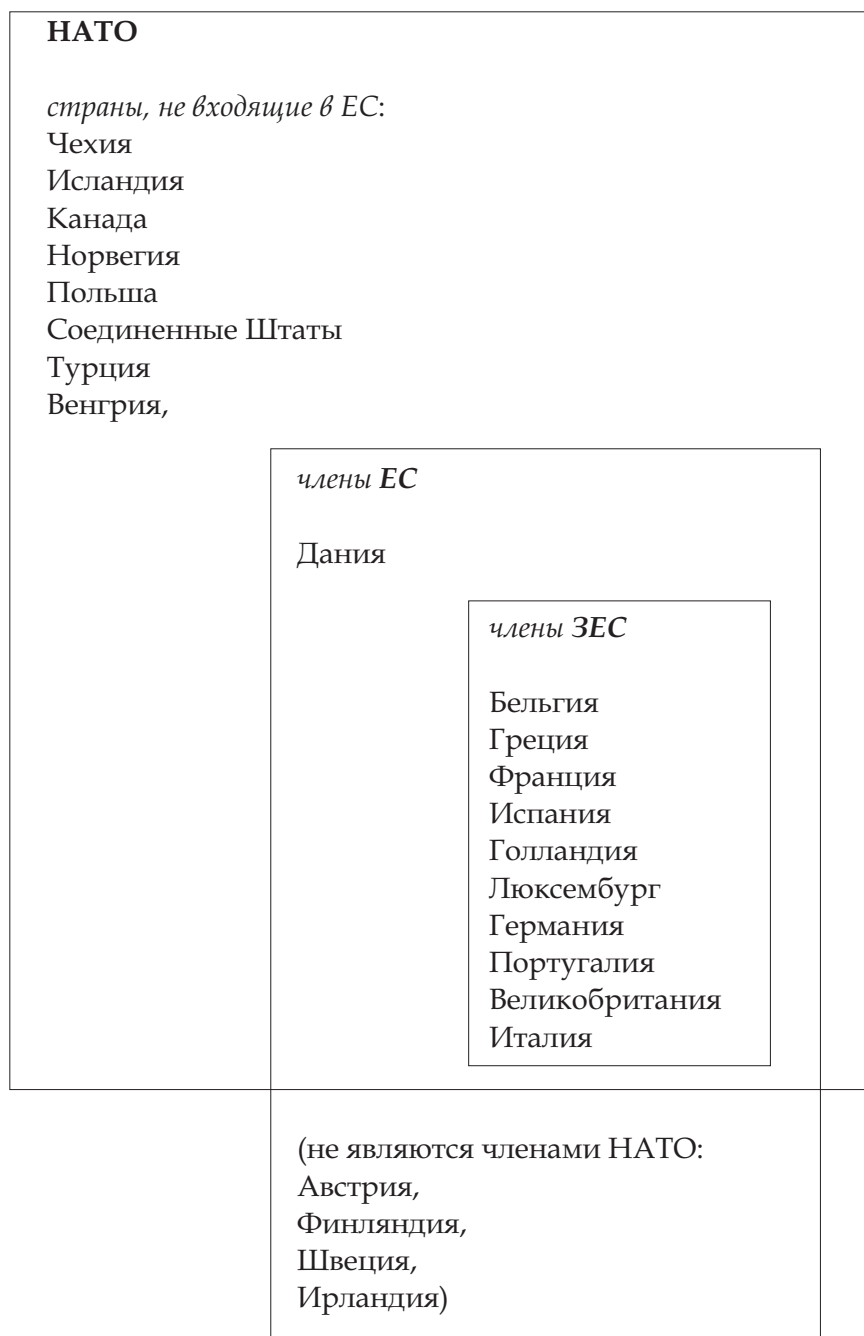 НАТО
страны, не входящие в ЕС:
Чехия
Исландия
Канада
Норвегия
Польша
Соединенные Штаты
Турция
Венгрия,
члены ЕС
Дания
члены ЗЕС
Бельгия
Греция
Франция
Испания
Голландия
Люксембург
Германия
Португалия
Великобритания
Италия
(не являются членами НАТО:
Австрия,
Финляндия,
Швеция,
Ирландия)